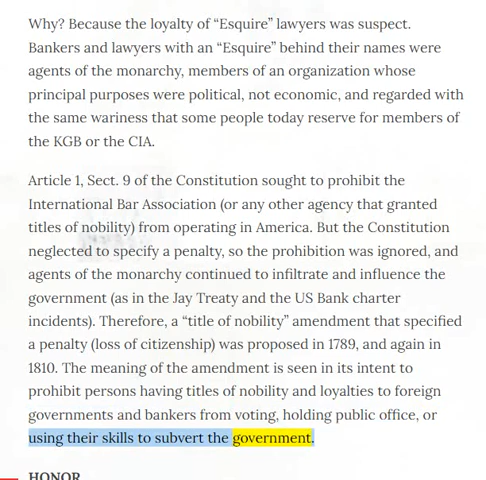 Why? Because the loyalty of “Esquire” lawyers was suspect.
Bankers and lawyers with an “Esquire” behind their names were
agents of the monarchy, members of an organization whose
principal purposes were political, not economic, and regarded with
the same wariness that some people today reserve for members of
the KGB or the CIA.
Article 1, Sect. 9 of the Constitution sought to prohibit the
International Bar Association (or any other agency that granted
titles of nobility) from operating in America. But the Constitution
neglected to specify a penalty, so the prohibition was ignored, and
agents of the monarchy continued to infiltrate and influence the
government (as in the Jay Treaty and the US Bank charter
incidents). Therefore, a “title of nobility” amendment that specified
a penalty (loss of citizenship) was proposed in 1789, and again in
1810. The meaning of the amendment is seen in its intent to
prohibit persons having titles of nobility and loyalties to foreign
governments and bankers from voting, holding public office, or
using their skills to subvert the government.
HONOR